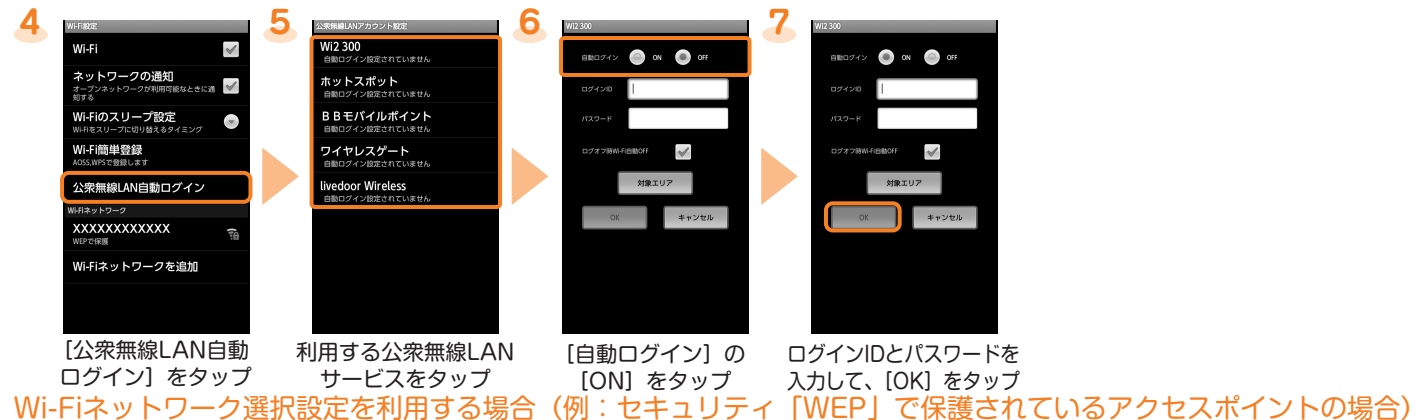 4
Wi-Fi設定
Wi-Fi
ネットワークの通知
オープンネットワークが利用可能なときに通
知する
Wi-Fiのスリープ設定
Wi-Fiをスリープに切り替えるタイミング
Wi-Fi簡単登録
AOSS,WPSで登録します
公衆無線LAN自動ログイン
Wi-Fiネットワーク
XXXXXXXXXXXX
WEPで保護
Wi-Fiネットワークを追加
[公衆無線LAN自動
ログイン]をタップ
5
公衆無線LANアカウント設定
Wi2 300
自動ログイン設定されていません
ホットスポット
自動ログイン設定されていません
BBモバイルポイント
自動ログイン設定されていません
ワイヤレスゲート
自動ログイン設定されていません
livedoor Wireless
自動ログイン設定されていません
利用する公衆無線LAN
サービスをタップ
6
Wi2 300
自動ログイン ON OFF
ログインID
パスワード
ログオフ時Wi-Fi自動OFF
対象エリア
OK キャンセル
[自動ログイン]の
[ON]をタップ
7
Wi2 300
自動ログイン ON OFF
ログインID
パスワード
ログオフ時Wi-Fi自動OFF
対象エリア
OK キャンセル
ログインIDとパスワードを
入力して、[OK]をタップ
Wi-Fiネットワーク選択設定を利用する場合(例：セキュリティ「WEP」で保護されているアクセスポイントの場合)